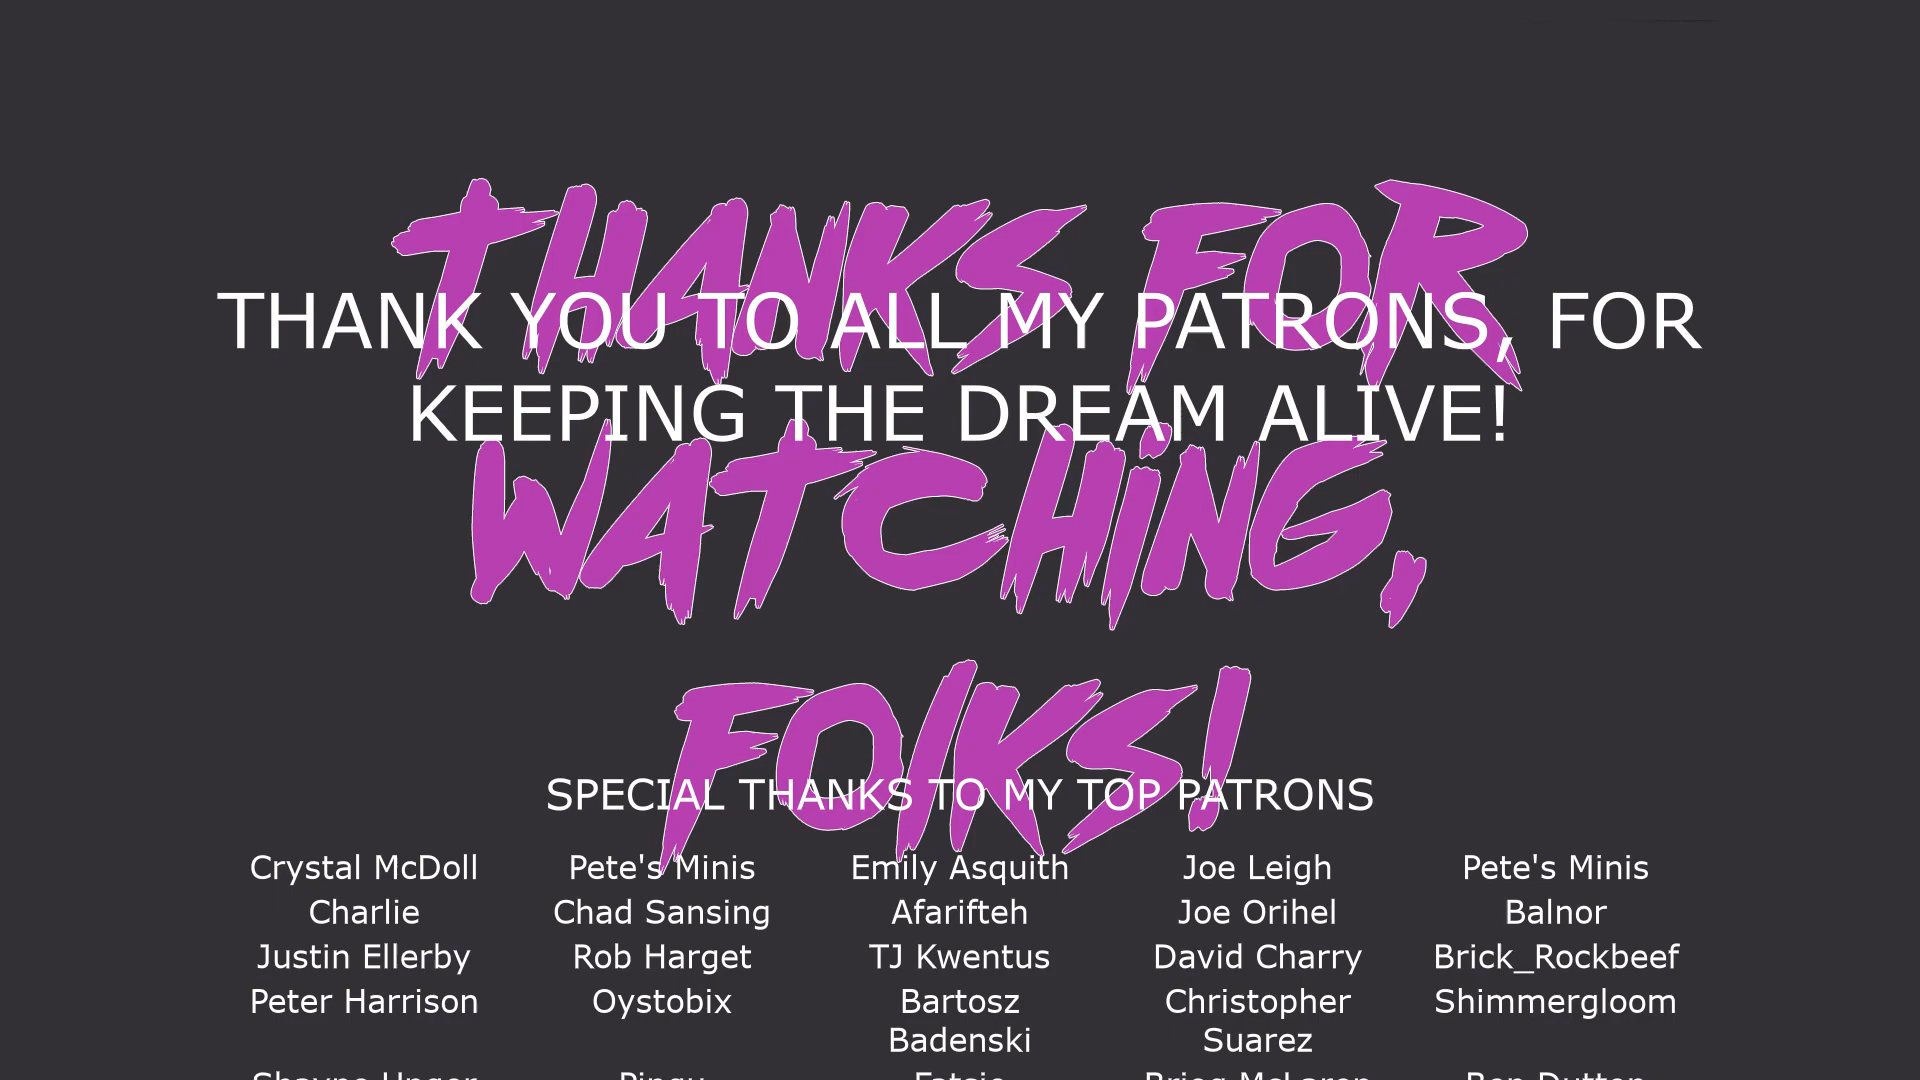 THANKS FOR
THANK YOU TO ALL MY PATRONS, FOR
KEEPING THE DREAM ALIVE!
WATCHiNG,
FOlKS!
SPECIAL THANKS TO MY TOP PATRONS
Crystal McDoll Pete's Minis Emily Asquith Joe Leigh Pete's Minis
Charlie Chad Sansing Afarifteh Joe Orihel Balnor
Justin Ellerby Rob Harget TJ Kwentus David Charry Brick_Rockbeef
Peter Harrison Oystobix Bartosz Christopher Shimmergloom
Badenski Suarez